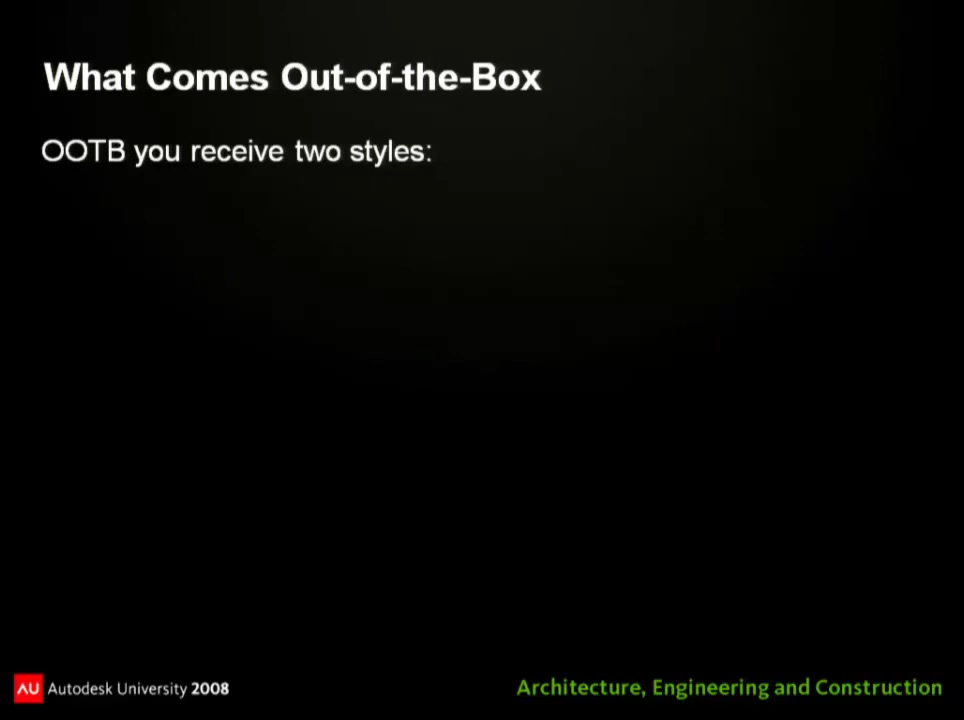 What Comes Out-of-the-Box
OOTB you receive two styles:
AU Autodesk University 2008
Architecture, Engineering and Construction